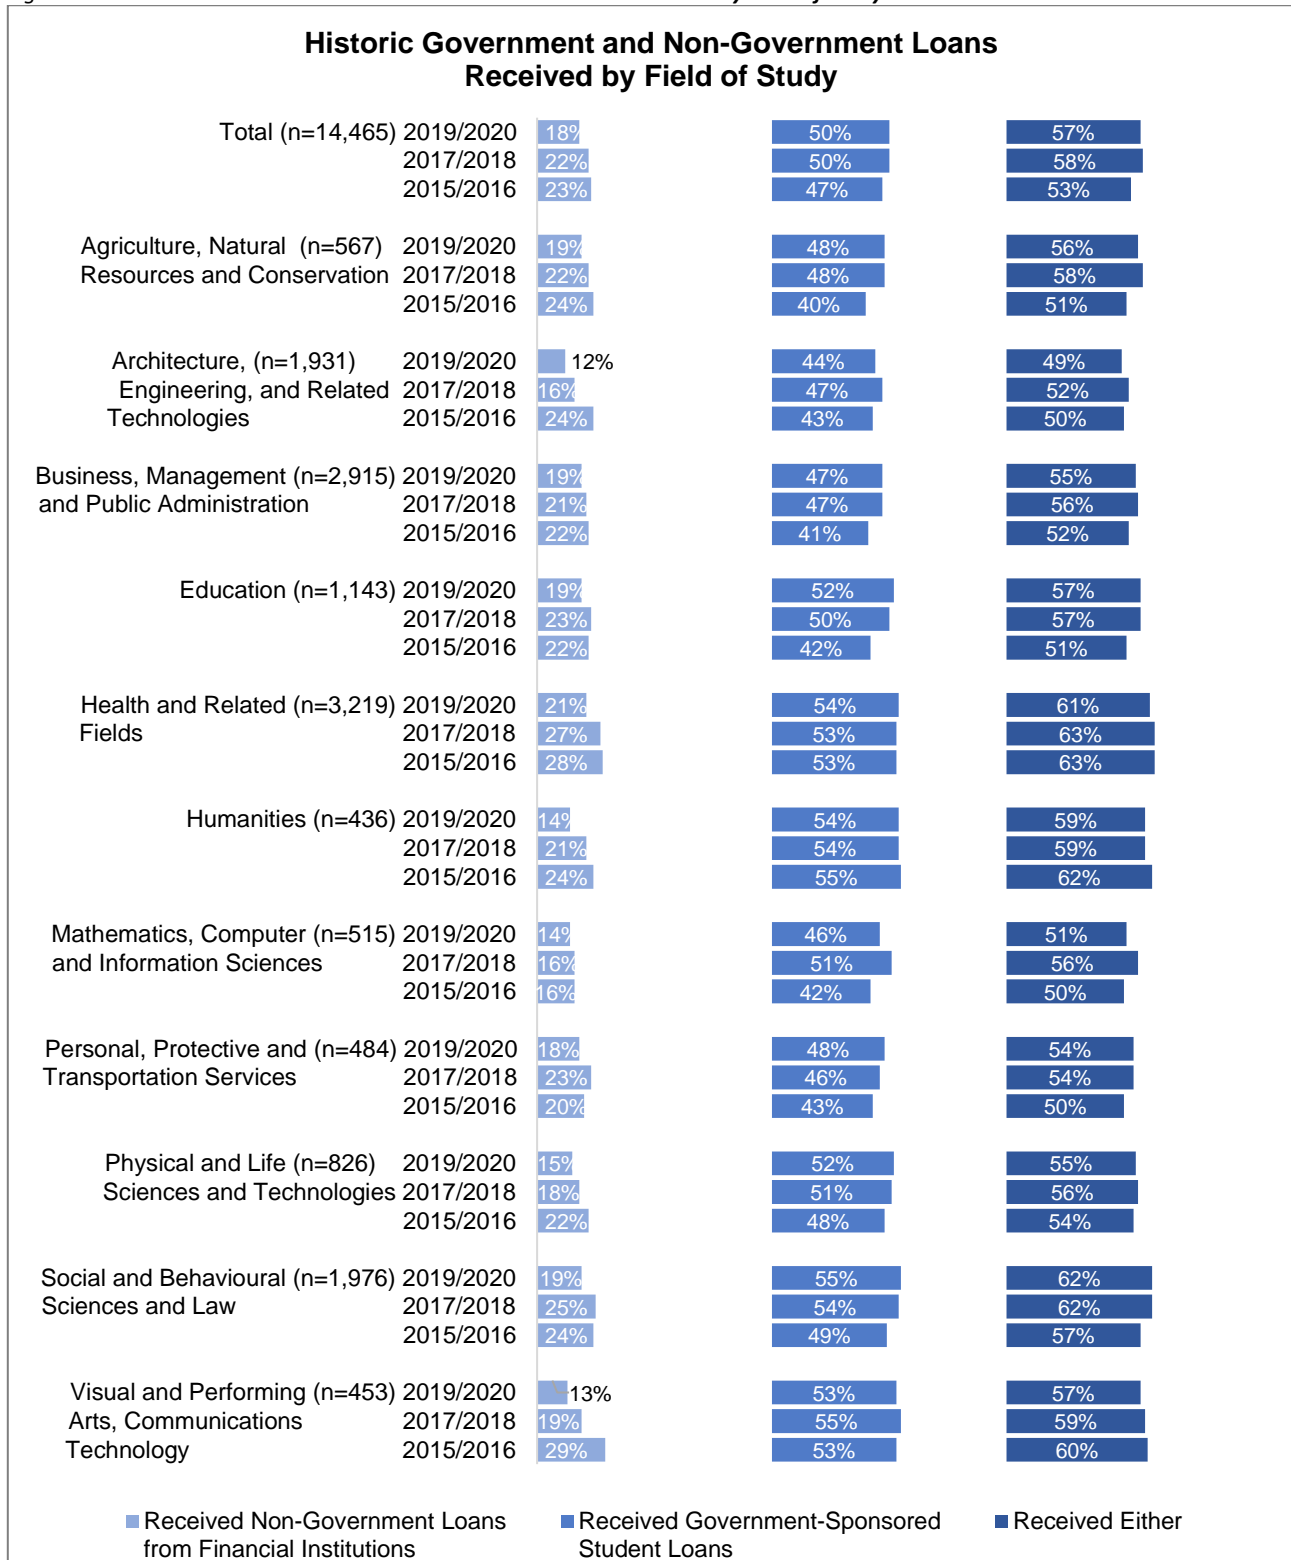 Historic Government and Non-Government Loans
Received by Field of Study
Total (n=14,465) 2019/2020 18% 50% 57%
2017/2018 22% 50% 58%
2015/2016 23% 47% 53%
Agriculture, Natural (n=567) 2019/2020 19% 48% 56%
Resources and Conservation 2017/2018 22% 48% 58%
2015/2016 24% 40% 51%
Architecture, (n=1,931) 2019/2020 12% 44% 49%
Engineering, and Related 2017/2018 16% 47% 52%
Technologies 2015/2016 24% 43% 50%
Business, Management (n=2,915) 2019/2020 19% 47% 55%
and Public Administration 2017/2018 21% 47% 56%
2015/2016 22% 41% 52%
Education (n=1,143) 2019/2020 19% 52% 57%
2017/2018 23% 50% 57%
2015/2016 22% 42% 51%
Health and Related (n=3,219) 2019/2020 21% 54% 61%
Fields 2017/2018 27% 53% 63%
2015/2016 28% 53% 63%
Humanities (n=436) 2019/2020 14% 54% 59%
2017/2018 21% 54% 59%
2015/2016 24% 55% 62%
Mathematics, Computer (n=515) 2019/2020 14% 46% 51%
and Information Sciences 2017/2018 16% 51% 56%
2015/2016 16% 42% 50%
Personal, Protective and (n=484) 2019/2020 18% 48% 54%
Transportation Services 2017/2018 23% 46% 54%
2015/2016 20% 43% 50%
Physical and Life (n=826) 2019/2020 15% 52% 55%
Sciences and Technologies 2017/2018 18% 51% 56%
2015/2016 22% 48% 54%
Social and Behavioural (n=1,976) 2019/2020 19% 55% 62%
Sciences and Law 2017/2018 25% 54% 62%
2015/2016 24% 49% 57%
Visual and Performing (n=453) 2019/2020 13% 53% 57%
Arts, Communications 2017/2018 19% 55% 59%
Technology 2015/2016 29% 53% 60%
Received Non-Government Loans Received Government-Sponsored Received Either
from Financial Institutions Student Loans